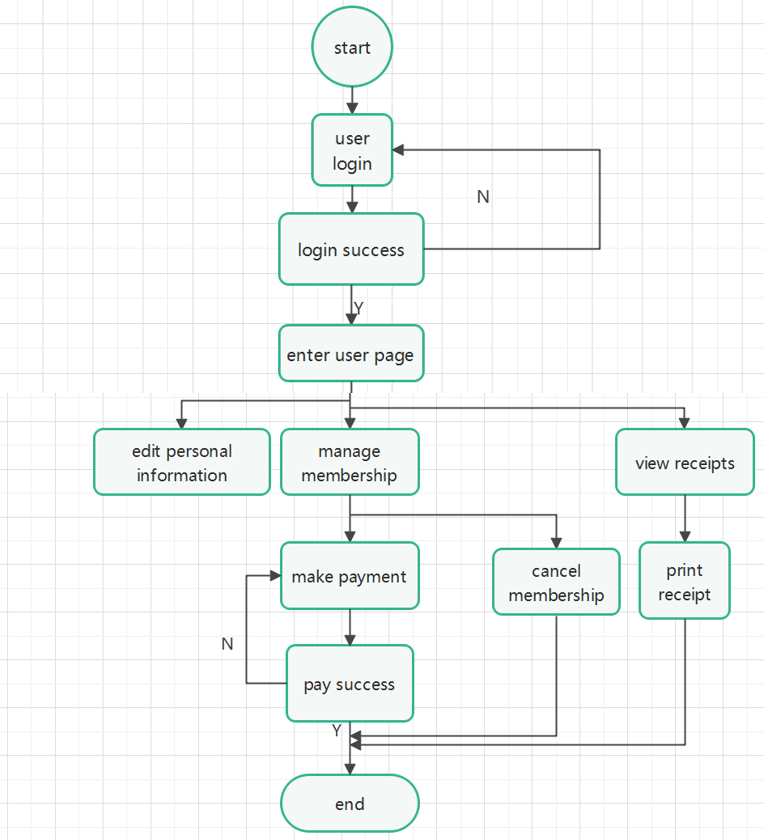 start
user
login
N
login success
Y
enter user page
edit personal
information
manage
membership
view receipts
make payment
cancel
membership
print
receipt
N
pay success
Y
end